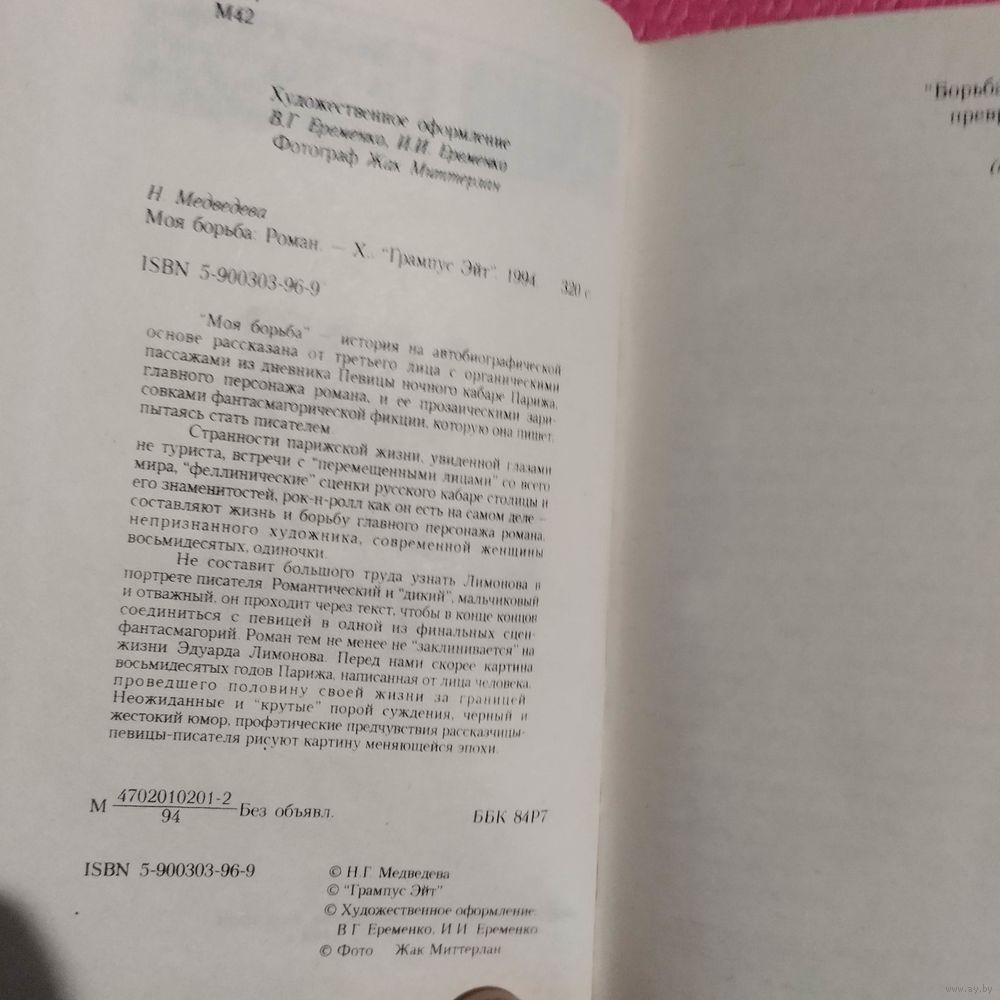 М42
Художественное оформление
В.Г. Еременко, И.И. Еременко
Фотограф Жак Миттерлан
Н. Медведева
Моя борьба: Роман. — Х., "Грампус Эйт", 1994 320 с
ISBN 5-900303-96-9
"Моя борьба" — история на автобиографической
основе рассказана от третьего лица с органическими
пассажами из дневника Певицы ночного кабаре Парижа,
главного персонажа романа, и ее прозаическими зари-
совками фантасмагорической фикции, которую она пишет,
пытаясь стать писателем.
Странности парижской жизни, увиденной глазами
не туриста, встречи с "перемещенными лицами" со всего
мира, "феллинические" сценки русского кабаре столицы и
его знаменитостей, рок-н-ролл как он есть на самом деле –
составляют жизнь и борьбу главного персонажа романа,
непризнанного художника, современной женщины
восьмидесятых, одиночки.
Не составит большого труда узнать Лимонова в
портрете писателя. Романтический и "дикий", мальчиковый
и отважный, он проходит через текст, чтобы в конце концов
соединиться с певицей в одной из финальных сцен-
фантасмагорий. Роман тем не менее не "заклинивается" на
жизни Эдуарда Лимонова. Перед нами скорее картина
восьмидесятых годов Парижа, написанная от лица человека,
проведшего половину своей жизни за границей.
Неожиданные и "крутые" порой суждения, черный и
жестокий юмор, профэтические предчувствия рассказчицы-
певицы-писателя рисуют картину меняющейся эпохи.
М 4702010201-2
94
Без объявл.
ББК 84Р7
ISBN 5-900303-96-9
© Н.Г. Медведева
© "Грампус Эйт"
© Художественное оформление:
В.Г. Еременко, И.И. Еременко
© Фото Жак Миттерлан
"Борьба
превр
www.ay.by